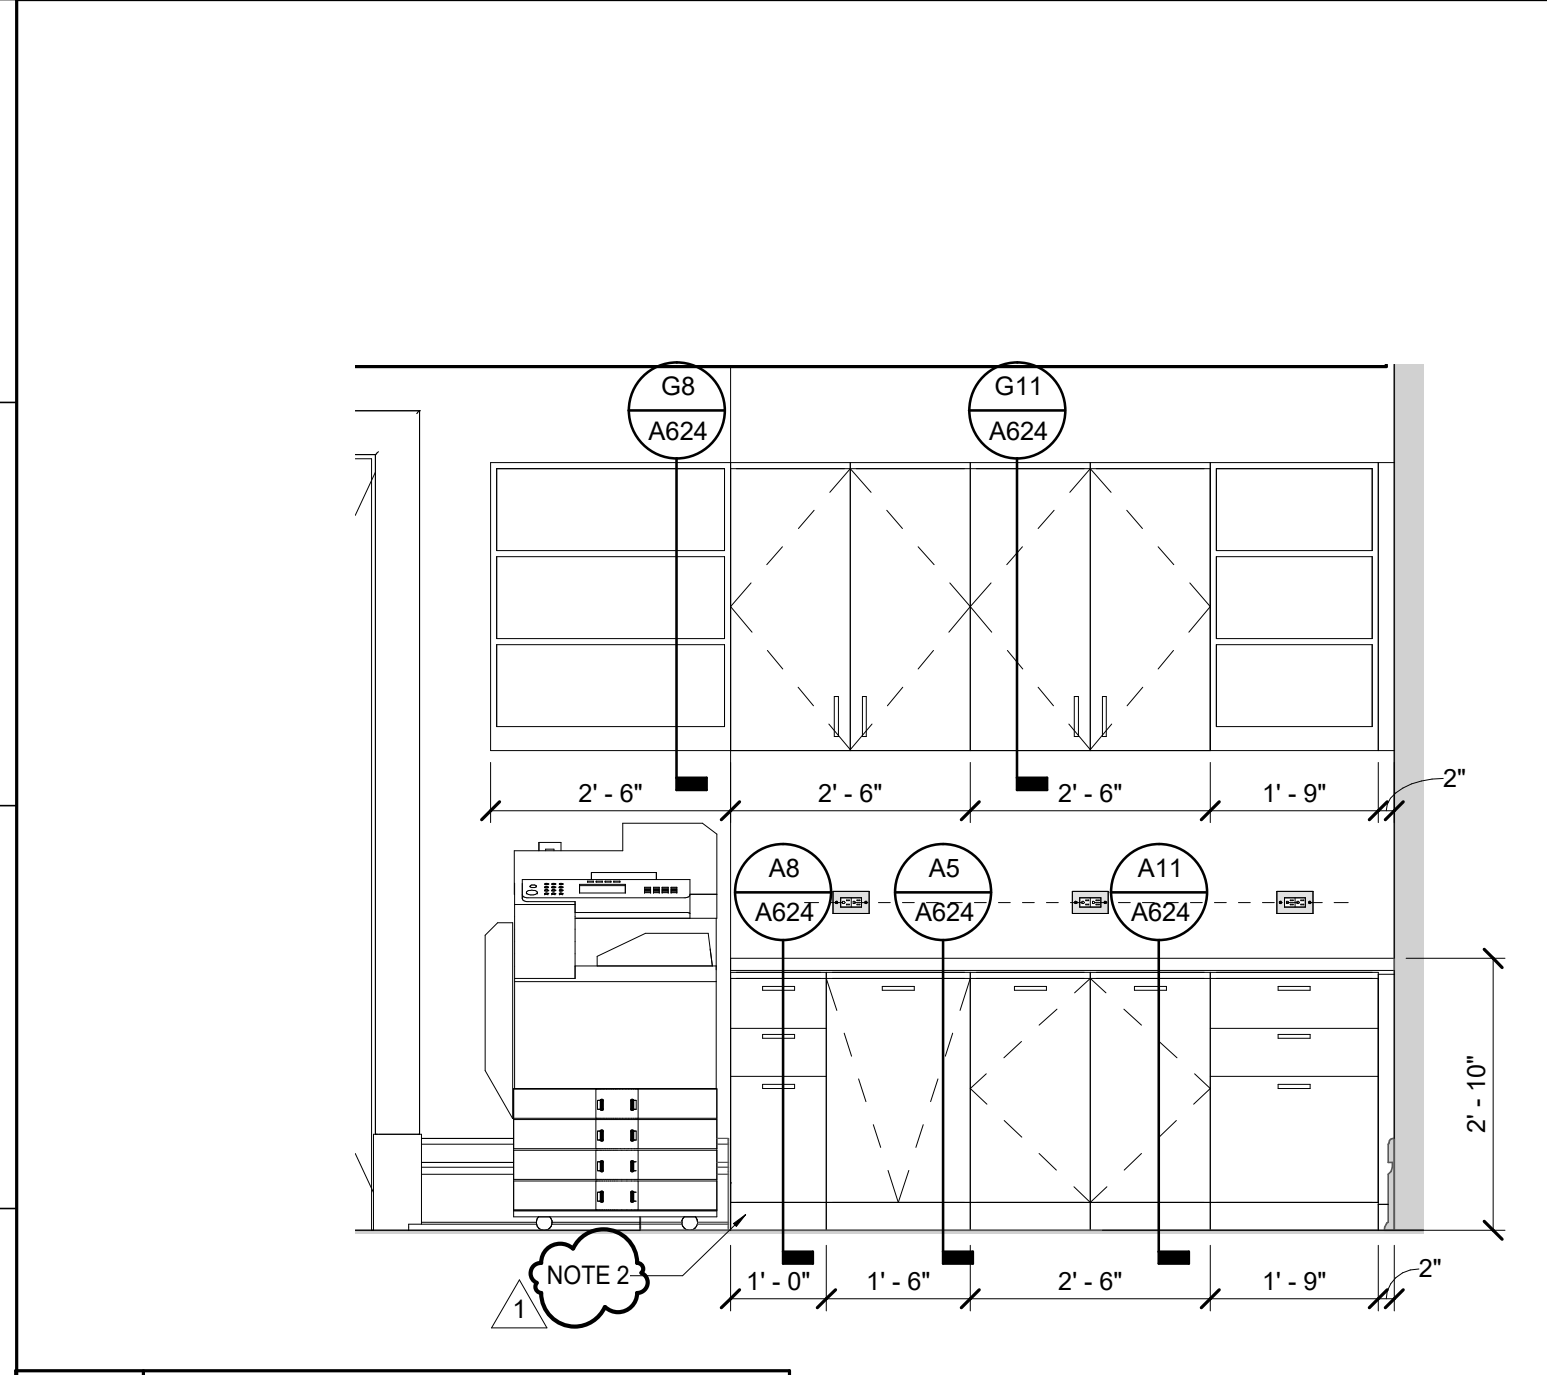 G8
A624
G11
A624
2' - 6"
2' - 6"
2' - 6"
1' - 9"
2"
A8
A624
A5
A624
A11
A624
2' - 10"
NOTE 2
1
1' - 0"
1' - 6"
2' - 6"
1' - 9"
2"